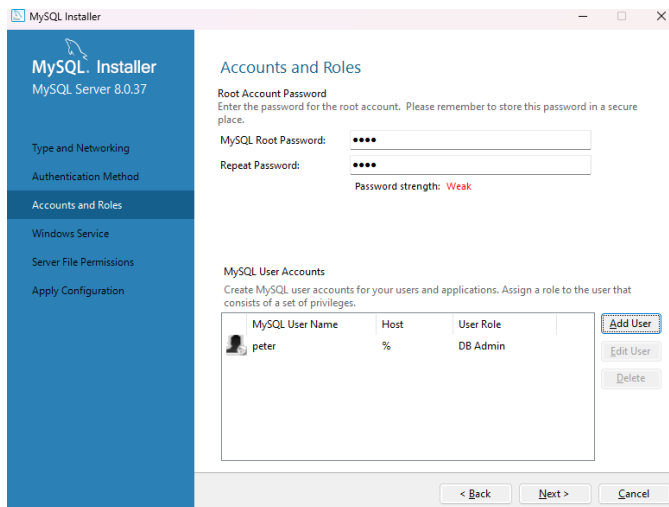 MySQL Installer
MySQL. Installer
MySQL Server 8.0.37
Type and Networking
Authentication Method
Accounts and Roles
Windows Service
Server File Permissions
Apply Configuration
Accounts and Roles
Root Account Password
Enter the password for the root account. Please remember to store this password in a secure
place.
MySQL Root Password: ●●●●
Repeat Password: ●●●●
Password strength: Weak
MySQL User Accounts
Create MySQL user accounts for your users and applications. Assign a role to the user that
consists of a set of privileges.
MySQL User Name Host User Role
peter % DB Admin
Add User
Edit User
Delete
< Back Next > Cancel